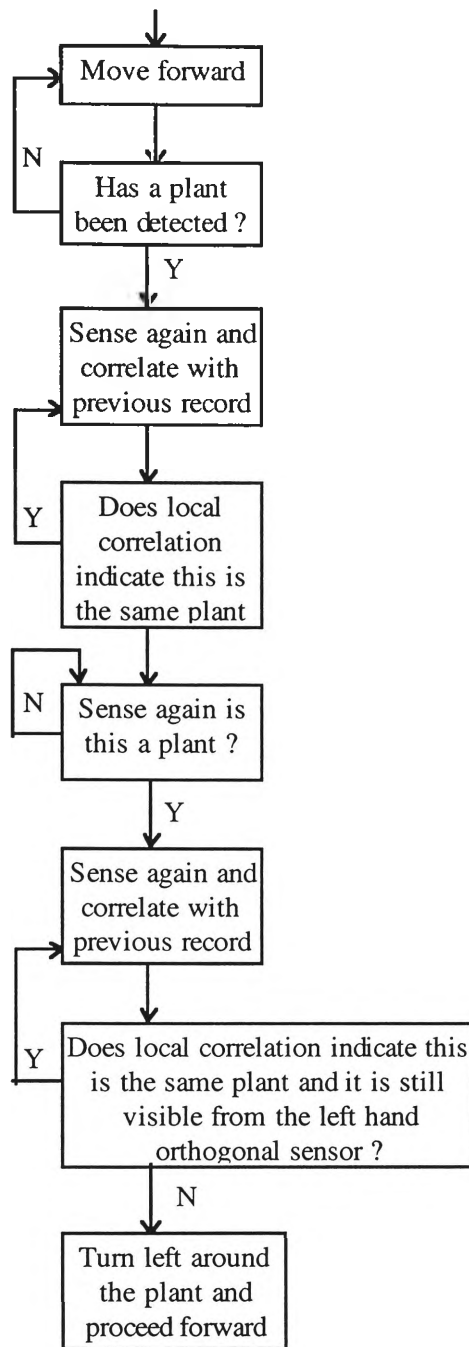 Move forward
N
Has a plant
been detected ?
Y
Sense again and
correlate with
previous record
Y
Does local
correlation
indicate this is
the same plant
N
Sense again is
this a plant ?
Y
Sense again and
correlate with
previous record
Y
Does local correlation indicate this
is the same plant and it is still
visible from the left hand
orthogonal sensor ?
N
Turn left around
the plant and
proceed forward